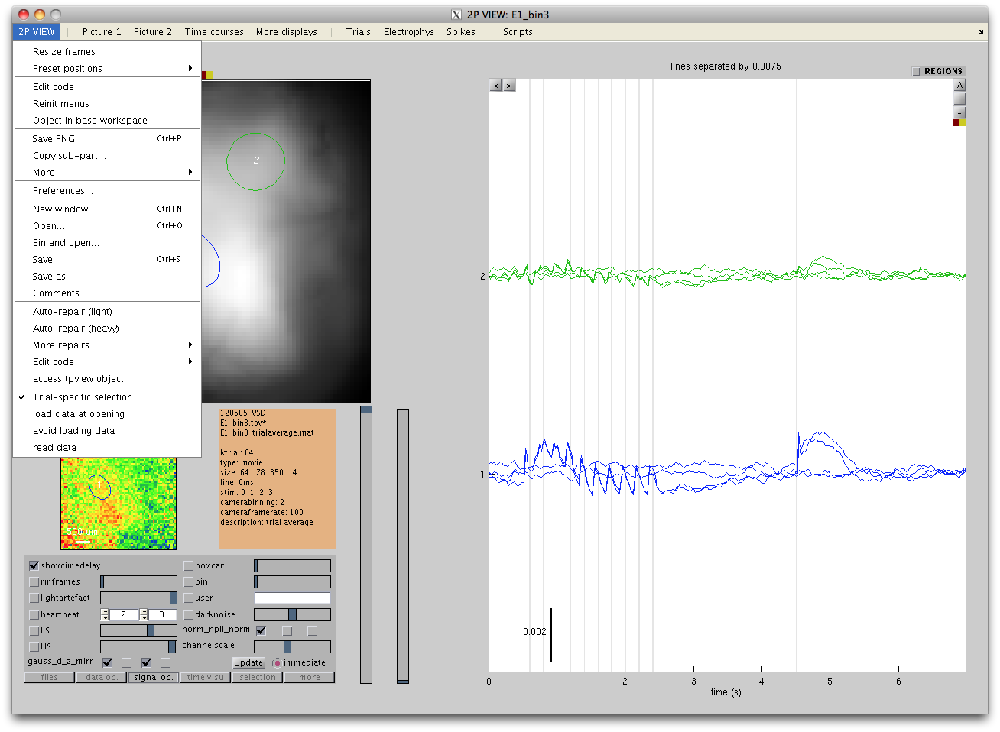 2P VIEW: E1_bin3
2P VIEW | Picture 1 Picture 2 Time courses More displays | Trials Electrophys Spikes | Scripts
Resize frames
Preset positions
Edit code
Reinit menus
Object in base workspace
Save PNG Ctrl+P
Copy sub-part...
More
Preferences...
New window Ctrl+N
Open... Ctrl+O
Bin and open...
Save Ctrl+S
Save as...
Comments
Auto-repair (light)
Auto-repair (heavy)
More repairs...
Edit code
access tpview object
Trial-specific selection
load data at opening
avoid loading data
read data
2
lines separated by 0.0075
REGIONS
< >
A
+
-
2
1
0.002
0 1 2 3 4 5 6
time (s)
120605_VSD
E1_bin3.tpv*
E1_bin3_trialaverage.mat
ktrial: 64
type: movie
size: 64 78 350 4
line: 0ms
stim: 0 1 2 3
camerabinning: 2
cameraframerate: 100
description: trial average
1
showtimedelay boxcar
rmframes bin
lightartefact user
heartbeat 2 3 darknoise
LS norm_npil_norm
HS channelscale
gauss_d_z_mirr Update immediate
files data op. signal op. time visu selection more